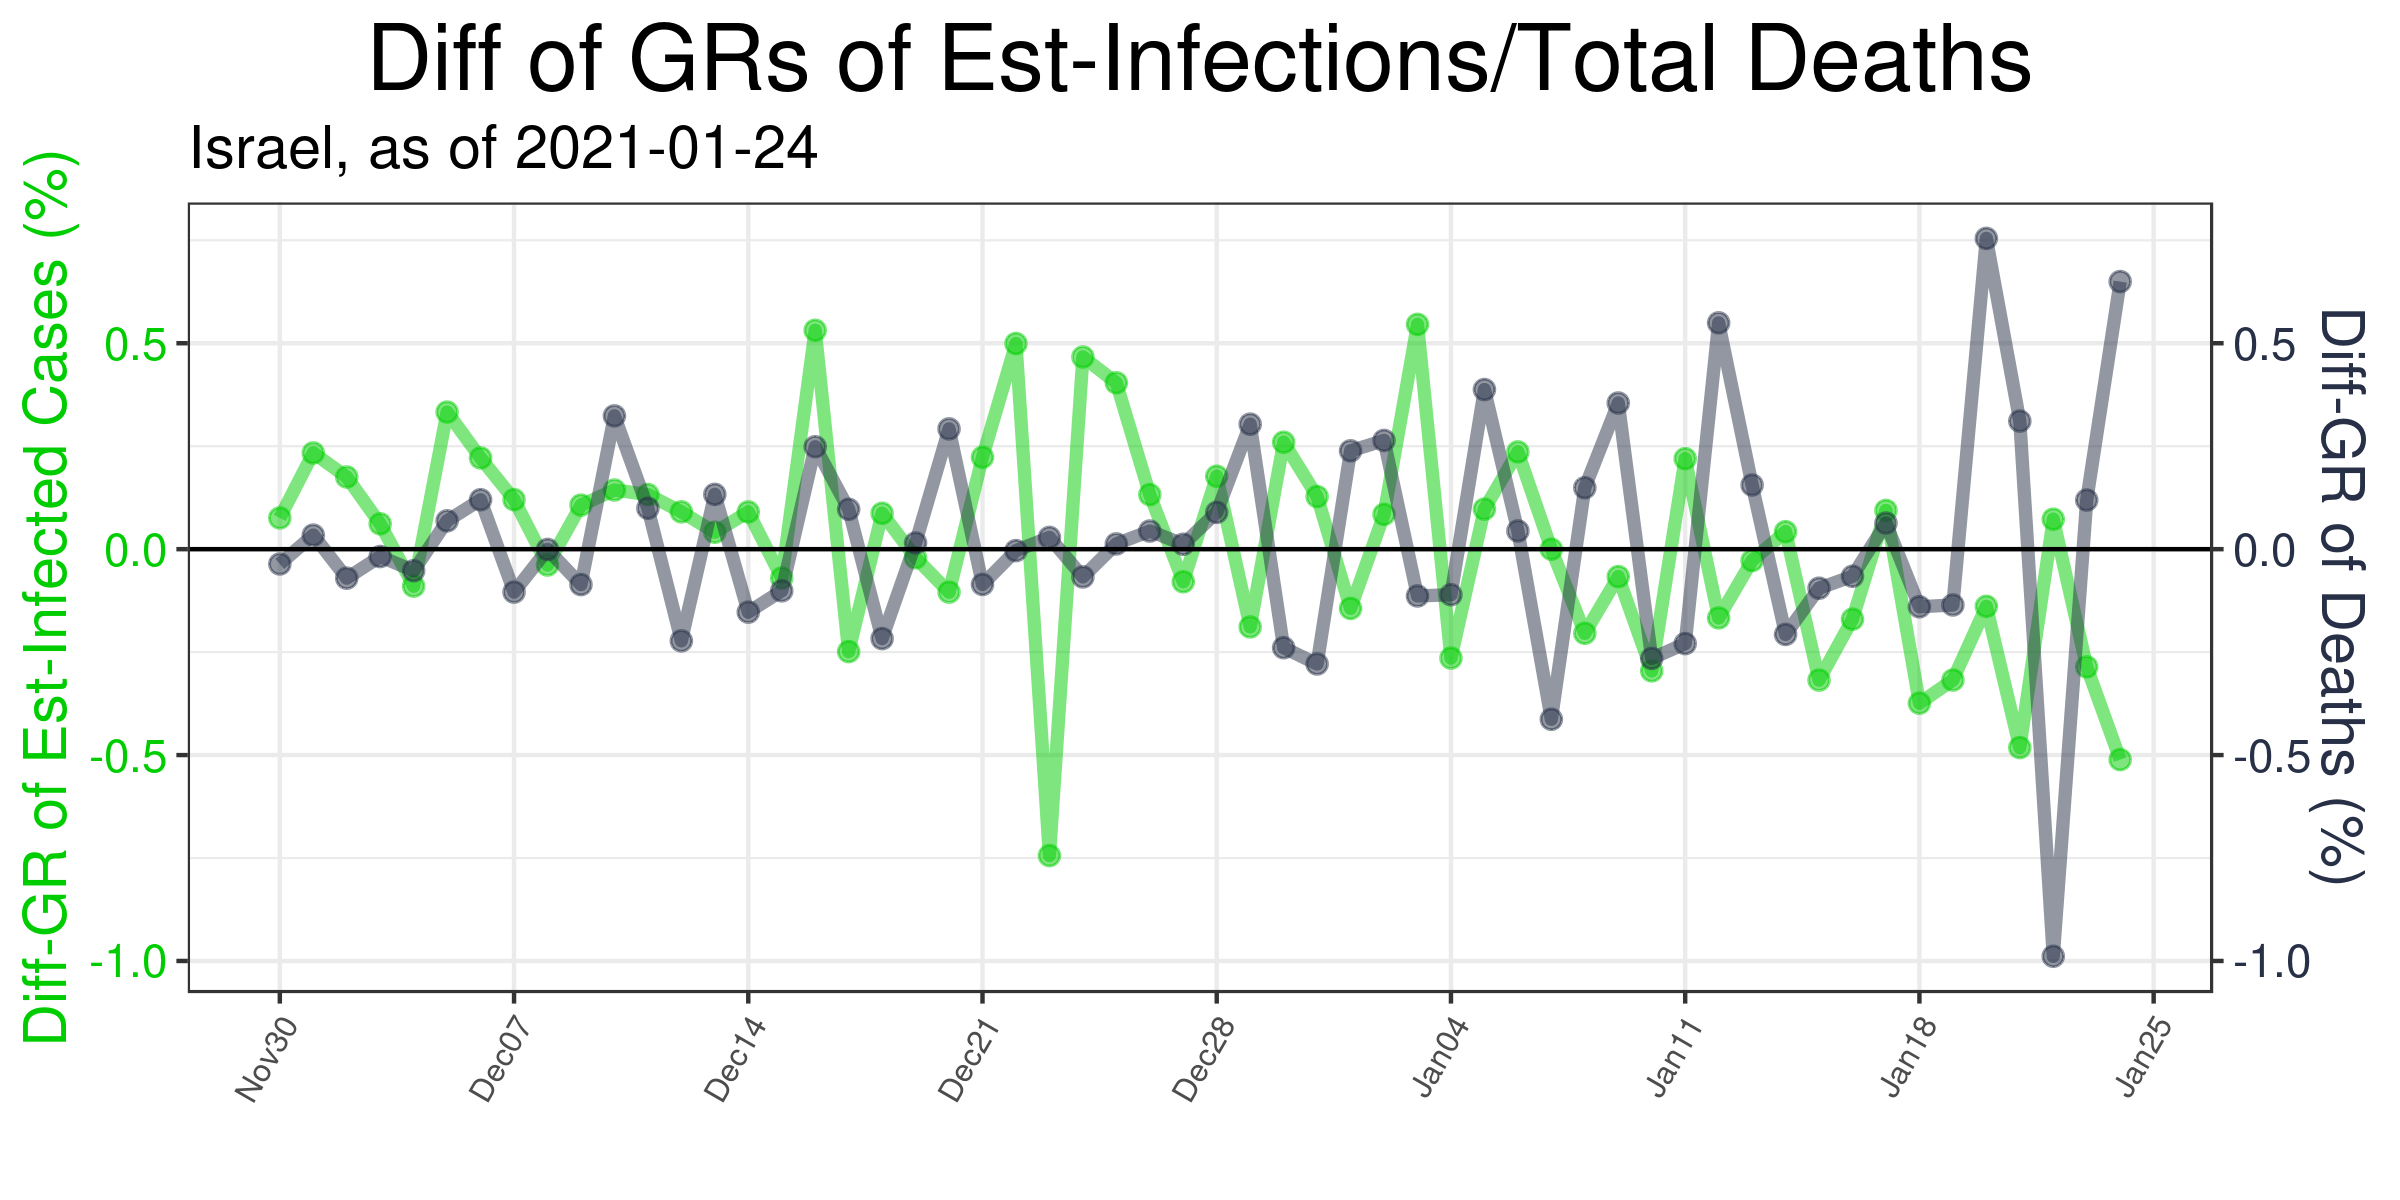 Diff of GRs of Est-Infections/Total Deaths
Israel, as of 2021-01-24
Diff-GR of Est-Infected Cases (%)
0.5
0.0
-0.5
-1.0
0.5
0.0
-0.5
-1.0
Diff-GR of Deaths (%)
Nov30
Dec07
Dec14
Dec21
Dec28
Jan04
Jan11
Jan18
Jan25